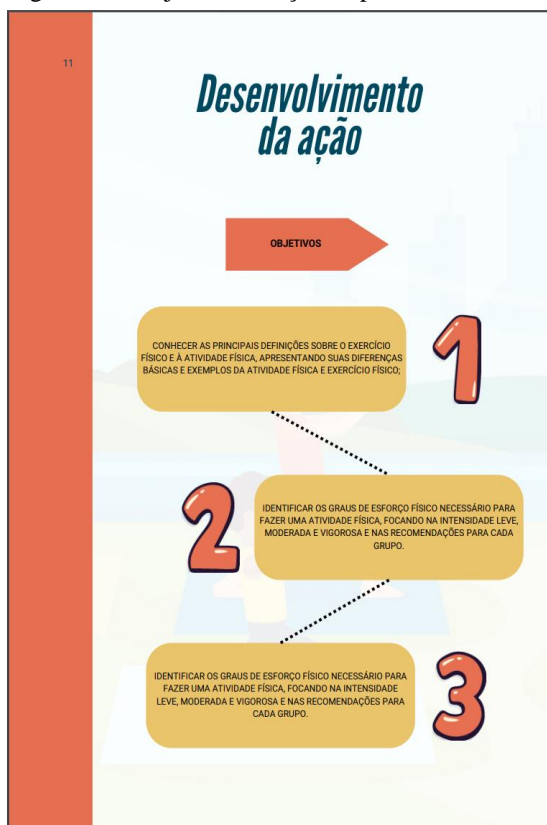 11
Desenvolvimento
da ação
OBJETIVOS
CONHECER AS PRINCIPAIS DEFINIÇÕES SOBRE O EXERCÍCIO
FÍSICO E À ATIVIDADE FÍSICA, APRESENTANDO SUAS DIFERENÇAS
BÁSICAS E EXEMPLOS DA ATIVIDADE FÍSICA E EXERCÍCIO FÍSICO;
1
2
IDENTIFICAR OS GRAUS DE ESFORÇO FÍSICO NECESSÁRIO PARA
FAZER UMA ATIVIDADE FÍSICA, FOCANDO NA INTENSIDADE LEVE,
MODERADA E VIGOROSA E NAS RECOMENDAÇÕES PARA CADA
GRUPO.
IDENTIFICAR OS GRAUS DE ESFORÇO FÍSICO NECESSÁRIO PARA
FAZER UMA ATIVIDADE FÍSICA, FOCANDO NA INTENSIDADE
LEVE, MODERADA E VIGOROSA E NAS RECOMENDAÇÕES PARA
CADA GRUPO.
3